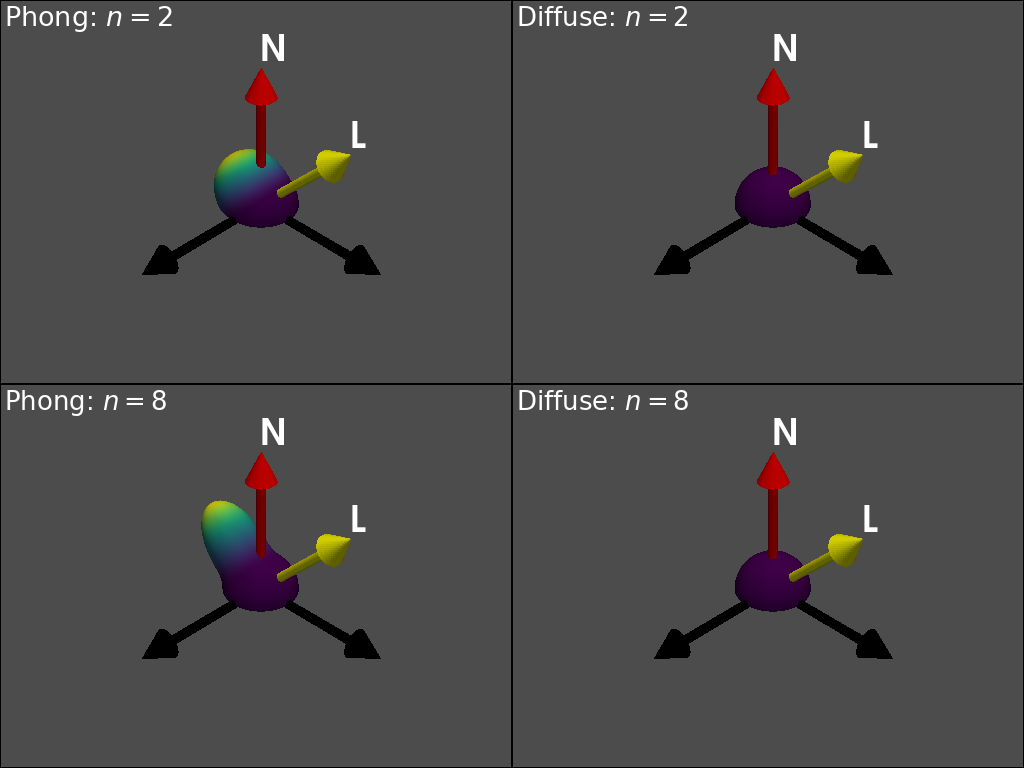 Phong: n = 2
N
L
Diffuse: n = 2
N
L
Phong: n = 8
N
L
Diffuse: n = 8
N
L